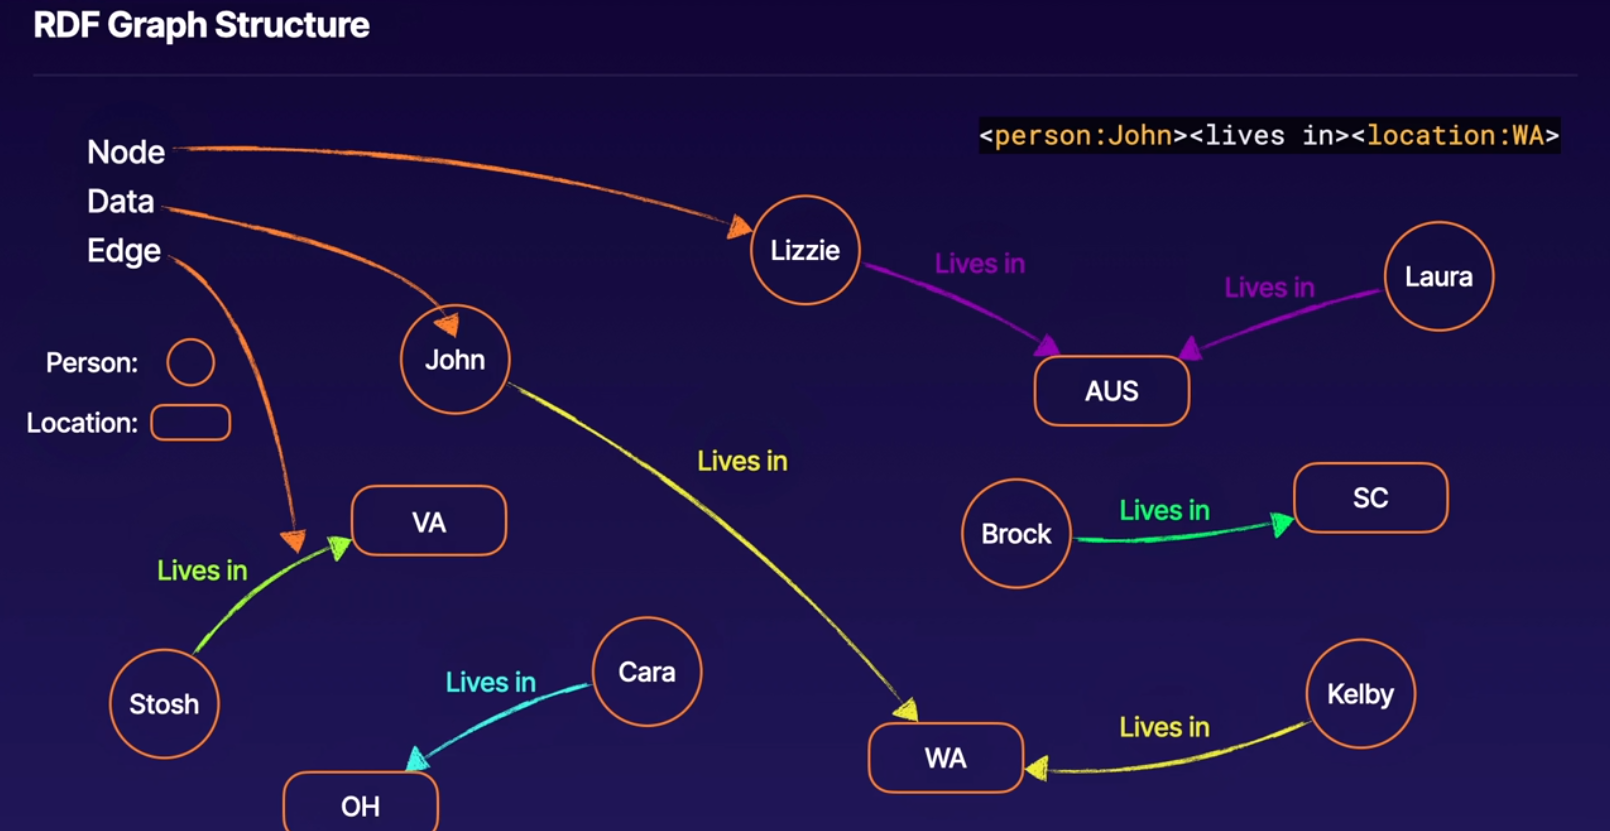 RDF Graph Structure
<person:John><lives in><location:WA>
Node
Data
Edge
Person:
Location:
Lizzie
Lives in
Laura
Lives in
John
AUS
Lives in
VA
Lives in
Brock
Lives in
SC
Stosh
Cara
Lives in
OH
WA
Lives in
Kelby